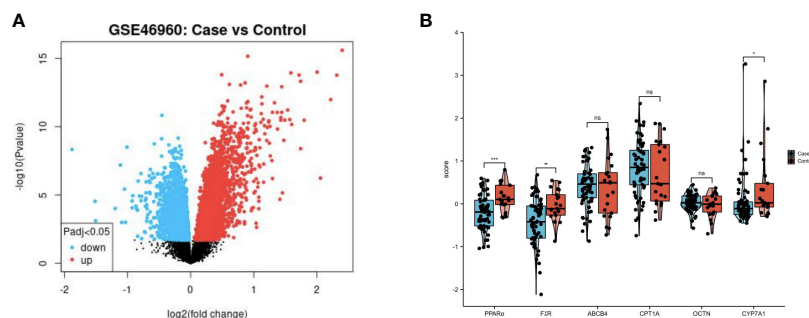 A
GSE46960: Case vs Control
-log10(Pvalue)
15
10
5
0
Padj<0.05
down
up
-2
-1
0
1
2
log2(fold change)
B
score
4
3
2
1
0
-1
-2
***
*
ns
ns
ns
*
Case
PPARα
FXR
ABCB4
CPT1A
OCTN
CYP7A1